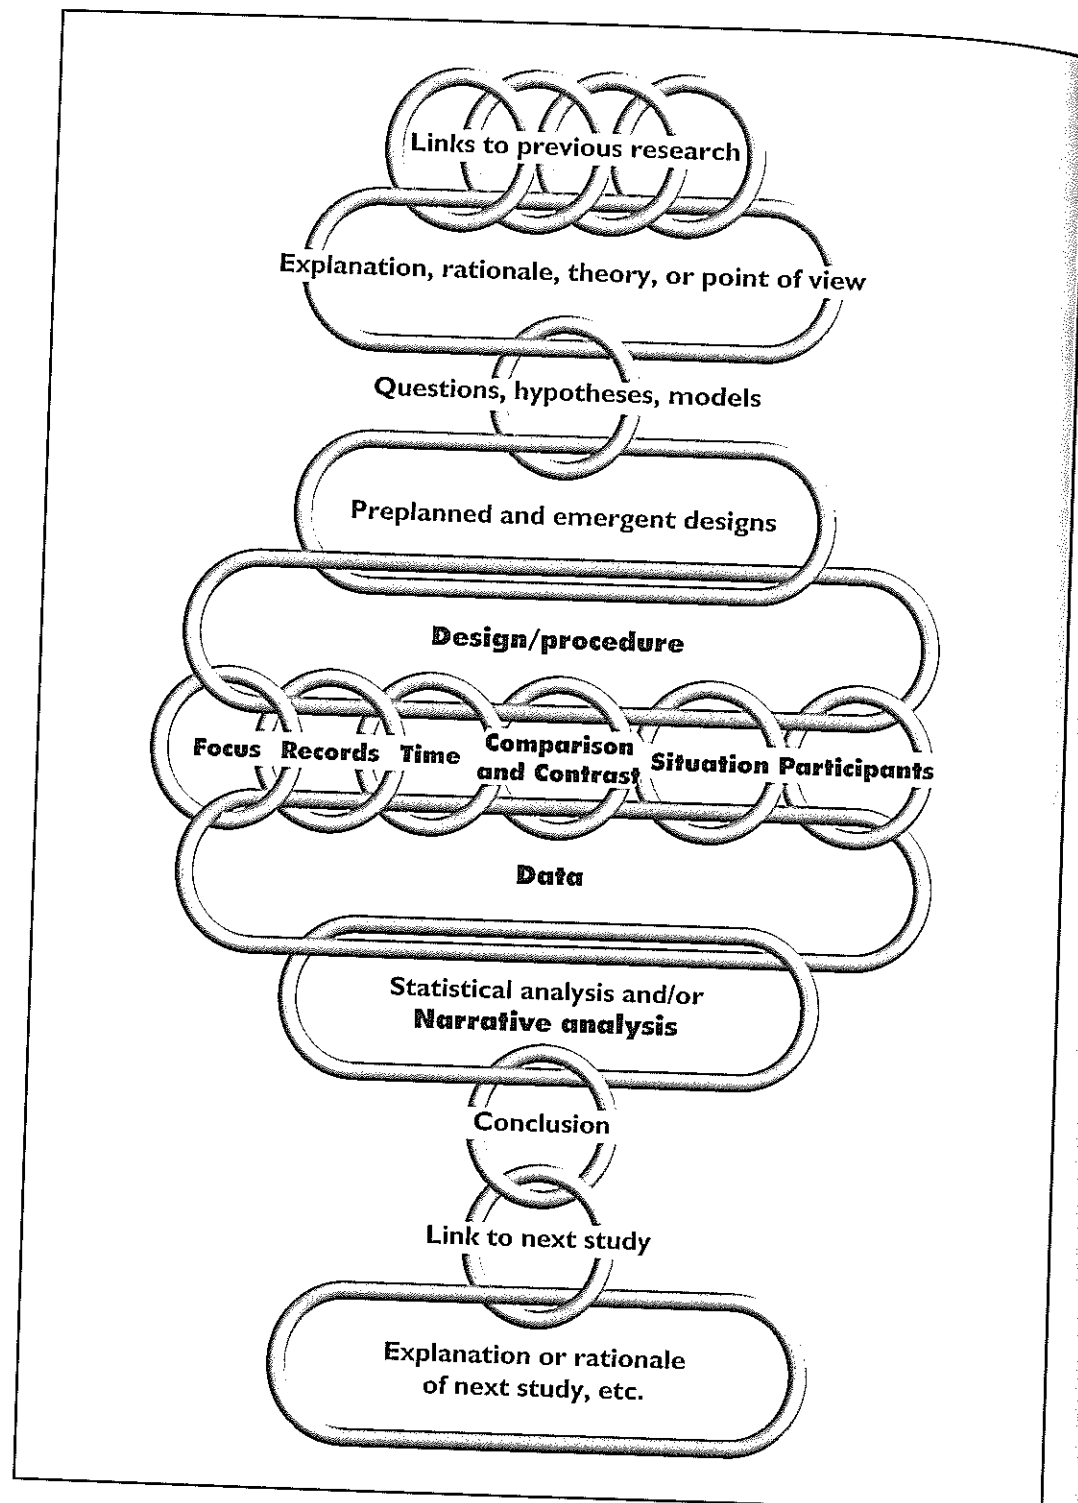 Links to previous research
Explanation, rationale, theory, or point of view
Questions, hypotheses, models
Preplanned and emergent designs
Design/procedure
Focus Records Time Comparison and Contrast Situation Participants
Data
Statistical analysis and/or
Narrative analysis
Conclusion
Link to next study
Explanation or rationale
of next study, etc.